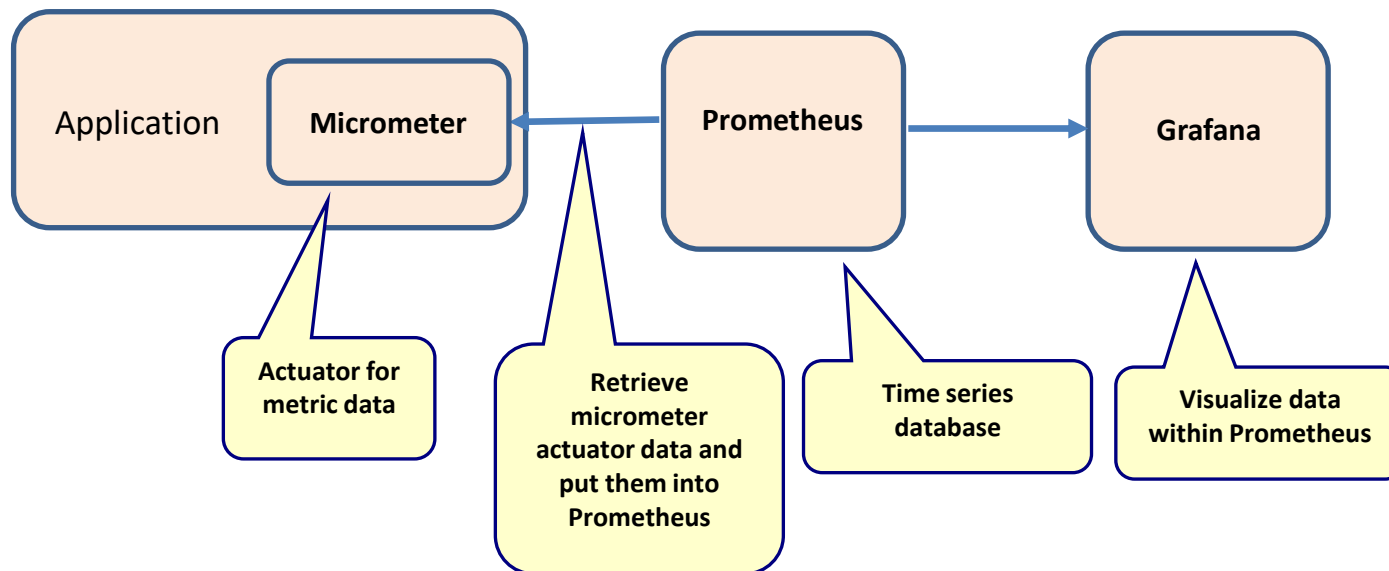 Application
Micrometer
Prometheus
Grafana
Actuator for
metric data
Retrieve
micrometer
actuator data and
put them into
Prometheus
Time series
database
Visualize data
within Prometheus